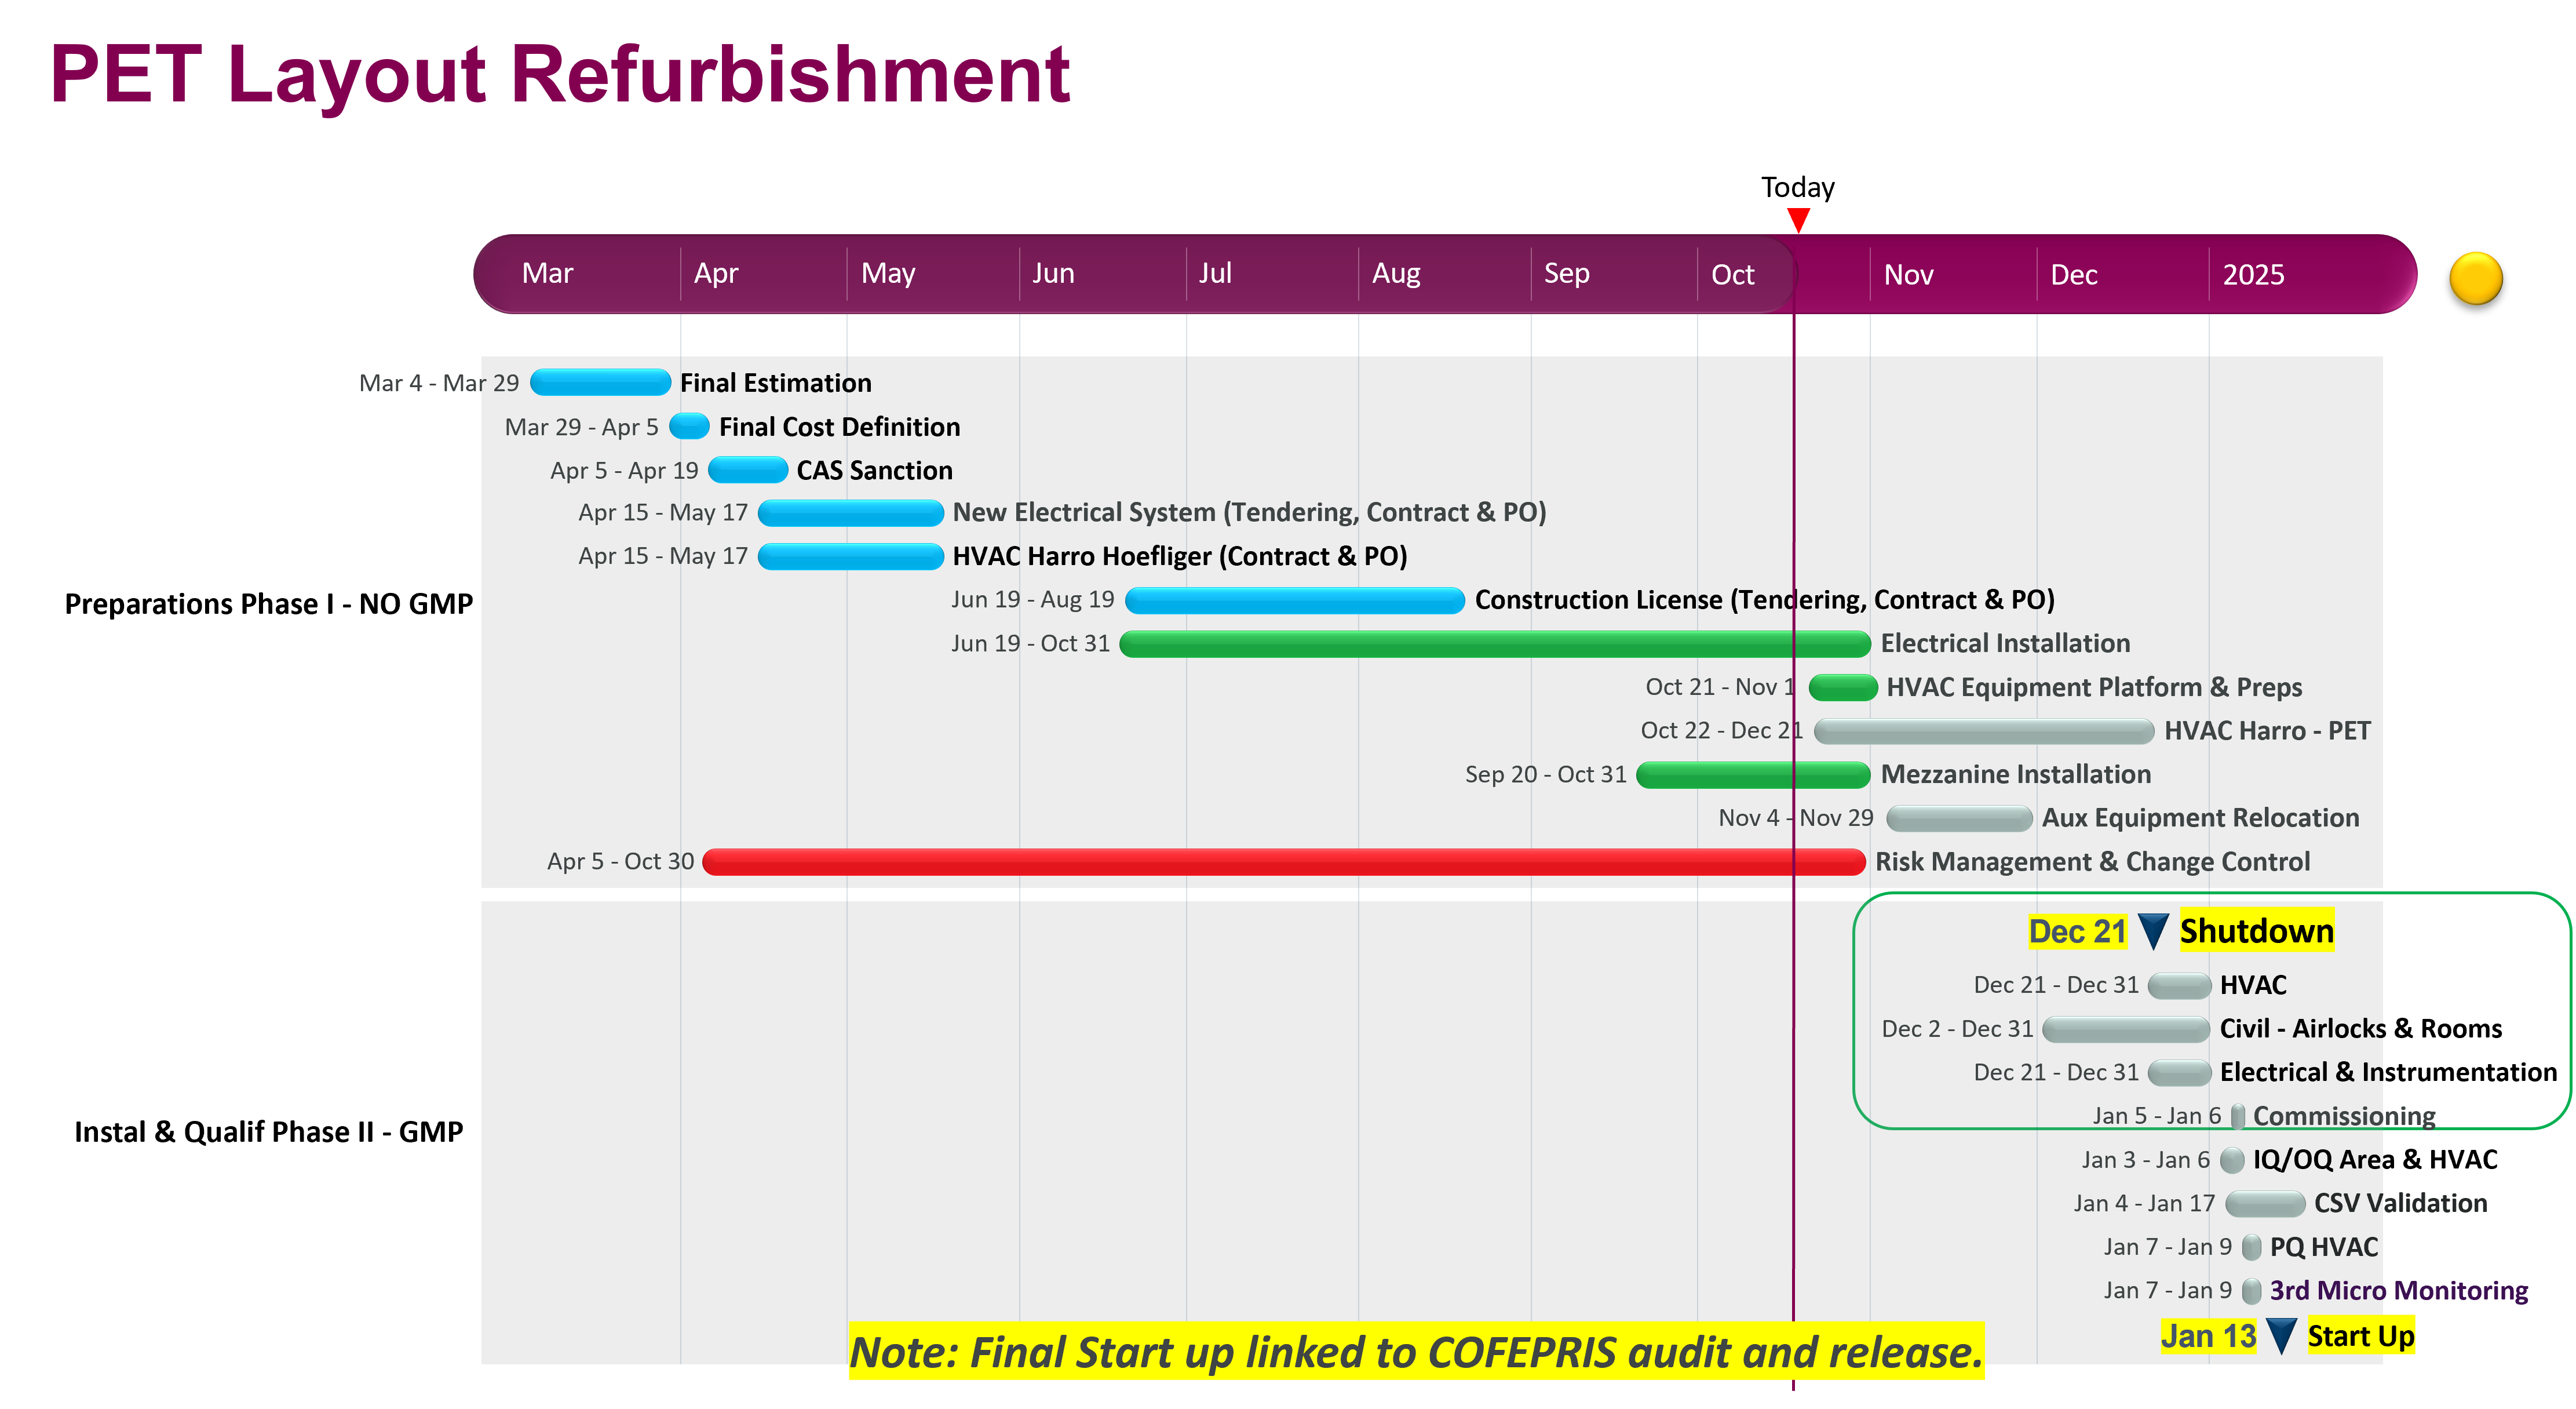 PET Layout Refurbishment
Today
Mar Apr May Jun Jul Aug Sep Oct Nov Dec 2025
Mar 4 - Mar 29 Final Estimation
Mar 29 - Apr 5 Final Cost Definition
Apr 5 - Apr 19 CAS Sanction
Apr 15 - May 17 New Electrical System (Tendering, Contract & PO)
Apr 15 - May 17 HVAC Harro Hoefliger (Contract & PO)
Preparations Phase I - NO GMP
Jun 19 - Aug 19 Construction License (Tendering, Contract & PO)
Jun 19 - Oct 31 Electrical Installation
Oct 21 - Nov 1 HVAC Equipment Platform & Preps
Oct 22 - Dec 21 HVAC Harro - PET
Sep 20 - Oct 31 Mezzanine Installation
Nov 4 - Nov 29 Aux Equipment Relocation
Apr 5 - Oct 30 Risk Management & Change Control
Dec 21 Shutdown
Dec 21 - Dec 31 HVAC
Dec 2 - Dec 31 Civil - Airlocks & Rooms
Dec 21 - Dec 31 Electrical & Instrumentation
Jan 5 - Jan 6 Commissioning
Instal & Qualif Phase II - GMP
Jan 3 - Jan 6 IQ/OQ Area & HVAC
Jan 4 - Jan 17 CSV Validation
Jan 7 - Jan 9 PQ HVAC
Jan 7 - Jan 9 3rd Micro Monitoring
Jan 13 Start Up
Note: Final Start up linked to COFEPRIS audit and release.